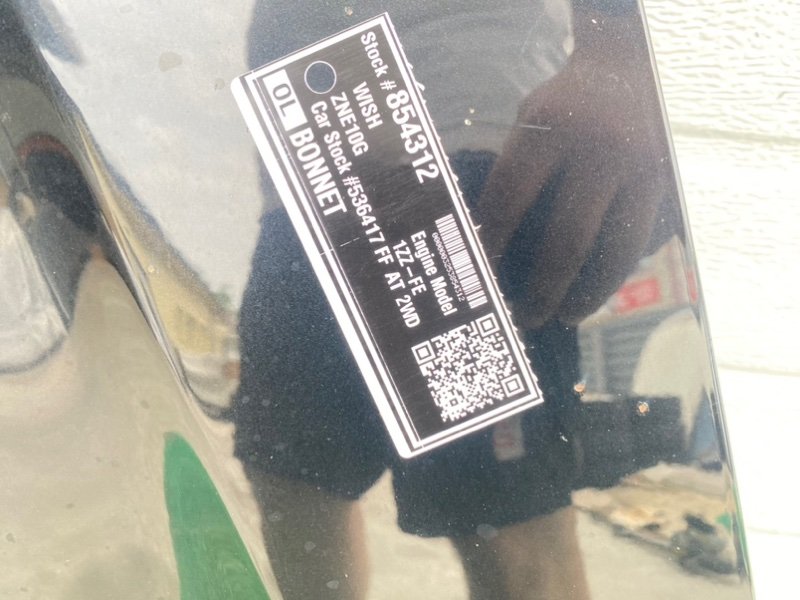 Stock # 854312
WISH
ZNE10G
Car Stock #536417 FF AT 2WD
OL BONNET
Engine Model
1ZZ-FE